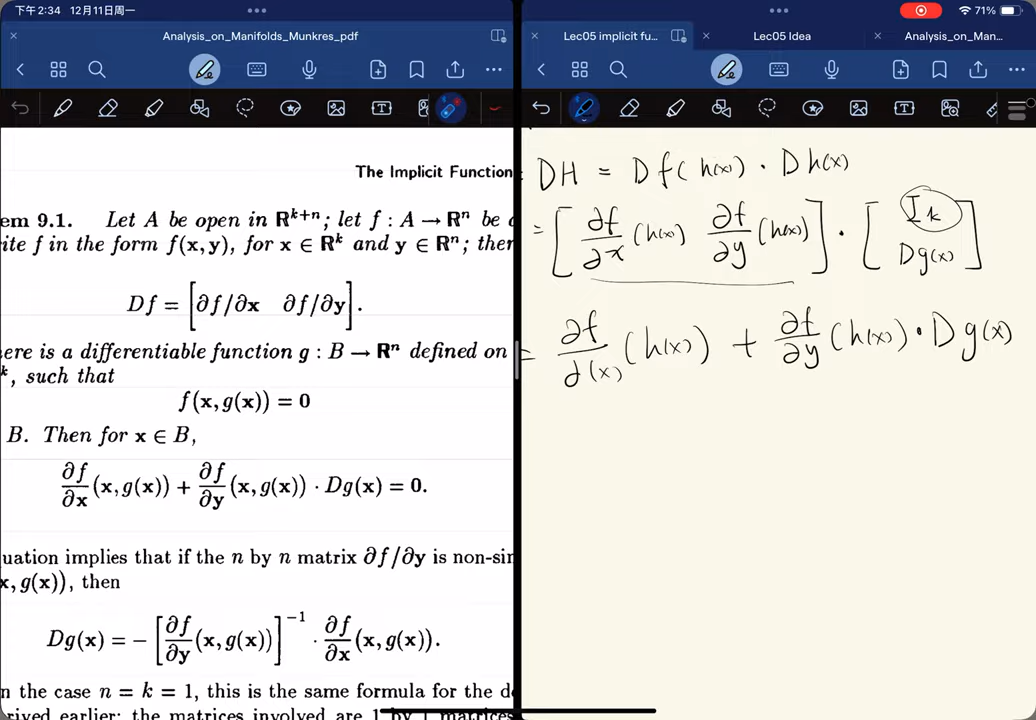 下午2:34 12月11日周一
71%
Analysis_on_Manifolds_Munkres_pdf
Lec05 implicit fu...
Lec05 Idea
Analysis_on_Man...
The Implicit Function
em 9.1. Let A be open in R^{k+n}; let f : A → R^n be
ite f in the form f(x, y), for x ∈ R^k and y ∈ R^n; then
Df = [∂f/∂x ∂f/∂y].
ere is a differentiable function g : B → R^n defined on
k, such that
f(x, g(x)) = 0
B. Then for x ∈ B,
∂f/∂x (x, g(x)) + ∂f/∂y (x, g(x)) · Dg(x) = 0.
uation implies that if the n by n matrix ∂f/∂y is non-sin
x, g(x)), then
Dg(x) = − [∂f/∂y (x, g(x))]^{-1} · ∂f/∂x (x, g(x)).
n the case n = k = 1, this is the same formula for the d
rived earlier; the matrices involved are 1 by 1 matrices
DH = Df(h(x)) · Dh(x)
= [∂f/∂x (h(x)) ∂f/∂y (h(x))] · [I_k Dg(x)]
= ∂f/∂(x) (h(x)) + ∂f/∂y (h(x)) · Dg(x)